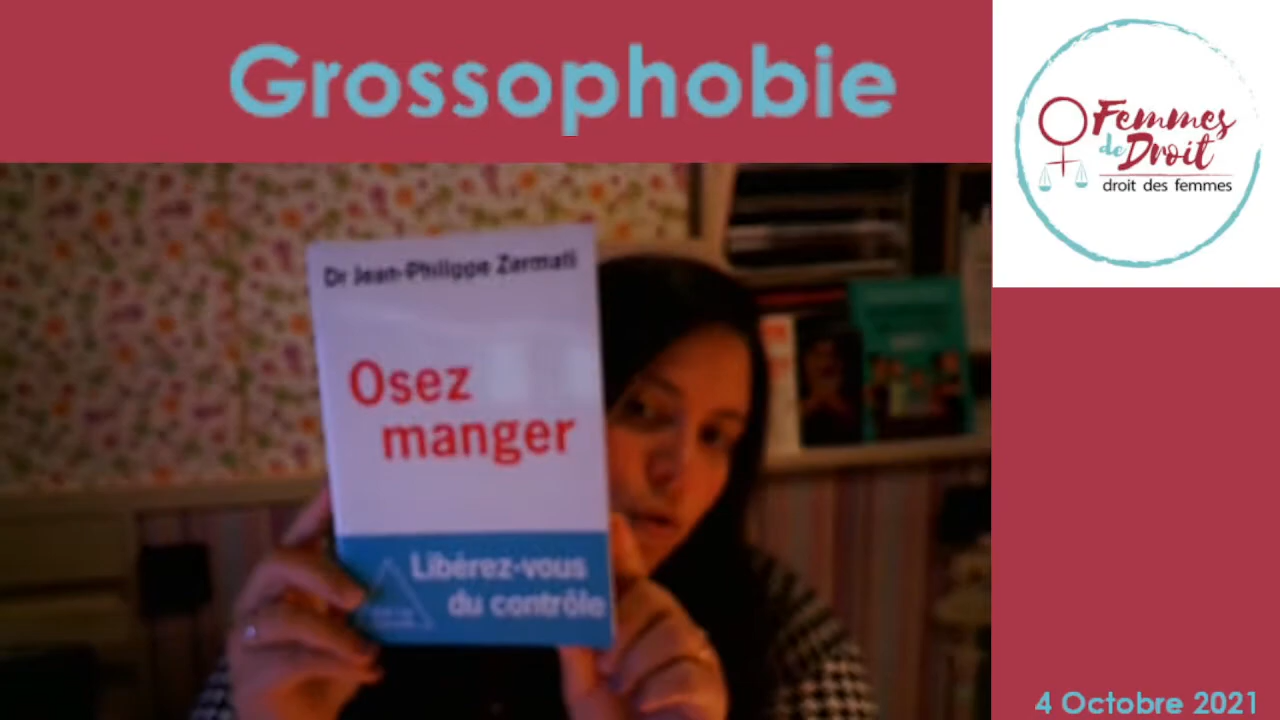 Grossophobie
Femmes
de Droit
droit des femmes
Dr Jean-Philippe Zermati
Osez
manger
Libérez-vous
du contrôle
4 Octobre 2021